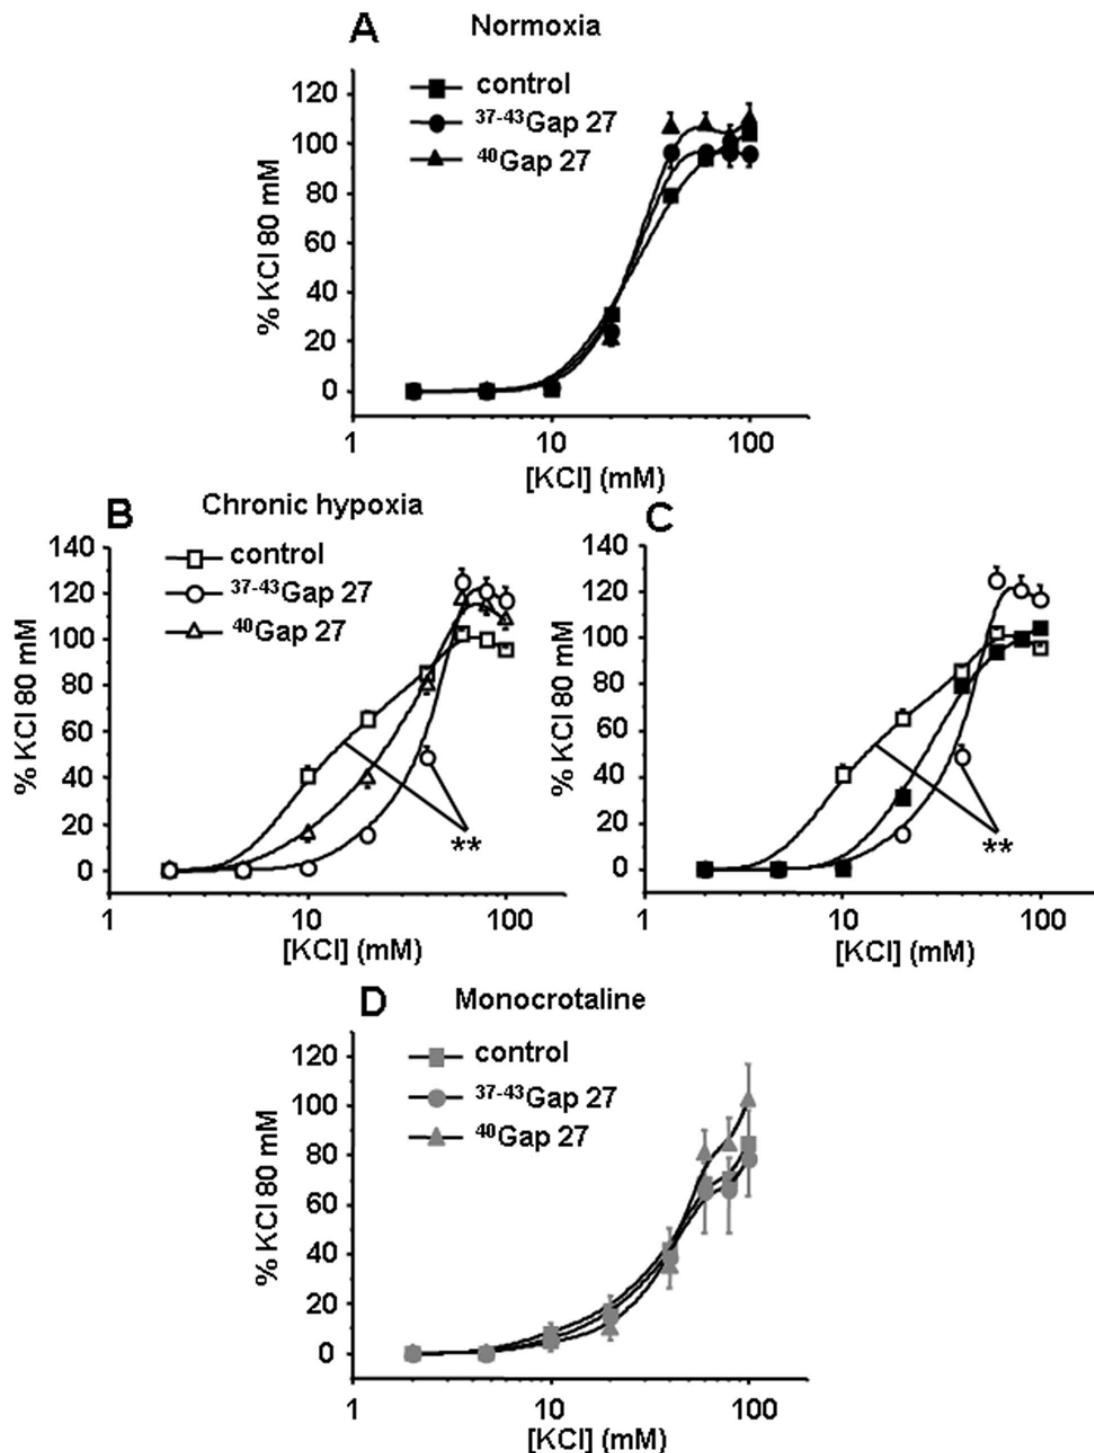 A Normoxia
control
³⁷⁻⁴³Gap 27
⁴⁰Gap 27
% KCl 80 mM
120
100
80
60
40
20
0
1 10 100
[KCl] (mM)
B Chronic hypoxia
control
³⁷⁻⁴³Gap 27
⁴⁰Gap 27
% KCl 80 mM
140
120
100
80
60
40
20
0
**
1 10 100
[KCl] (mM)
C
% KCl 80 mM
140
120
100
80
60
40
20
0
**
1 10 100
[KCl] (mM)
D Monocrotaline
control
³⁷⁻⁴³Gap 27
⁴⁰Gap 27
% KCl 80 mM
120
100
80
60
40
20
0
1 10 100
[KCl] (mM)